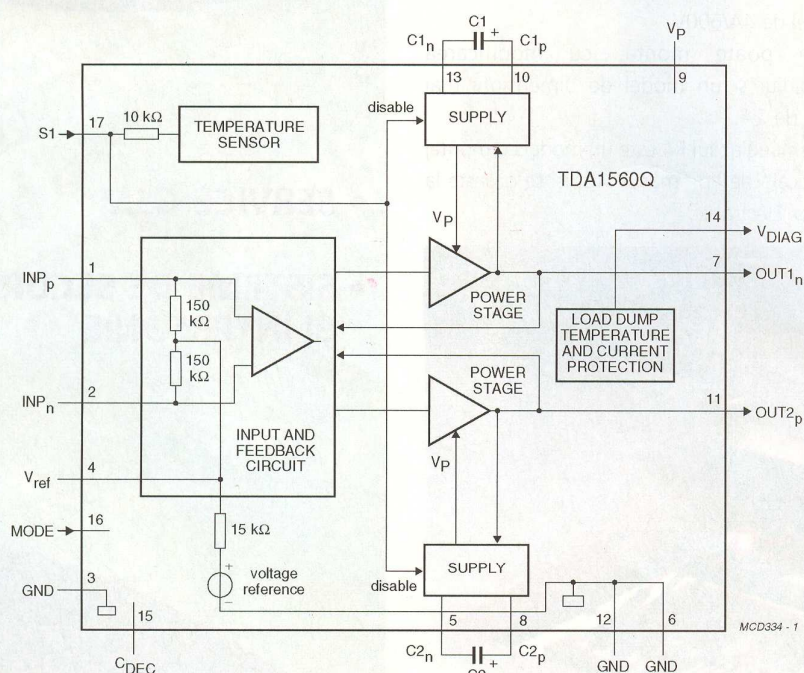 C1
+
C1n
C1p
VP
13
10
9
17
S1
10 kΩ
TEMPERATURE
SENSOR
disable
SUPPLY
TDA1560Q
14
VDIAG
VP
INPp
1
7
OUT1n
150
kΩ
POWER
STAGE
LOAD DUMP
TEMPERATURE
AND CURRENT
PROTECTION
150
kΩ
POWER
STAGE
INPn
2
11
OUT2p
INPUT AND
FEEDBACK
CIRCUIT
VP
Vref
4
16
MODE
15 kΩ
+
voltage
reference
−
3
GND
disable
SUPPLY
15
5
8
12
6
MCD334 - 1
CDEC
C2n
+
C2p
GND
GND